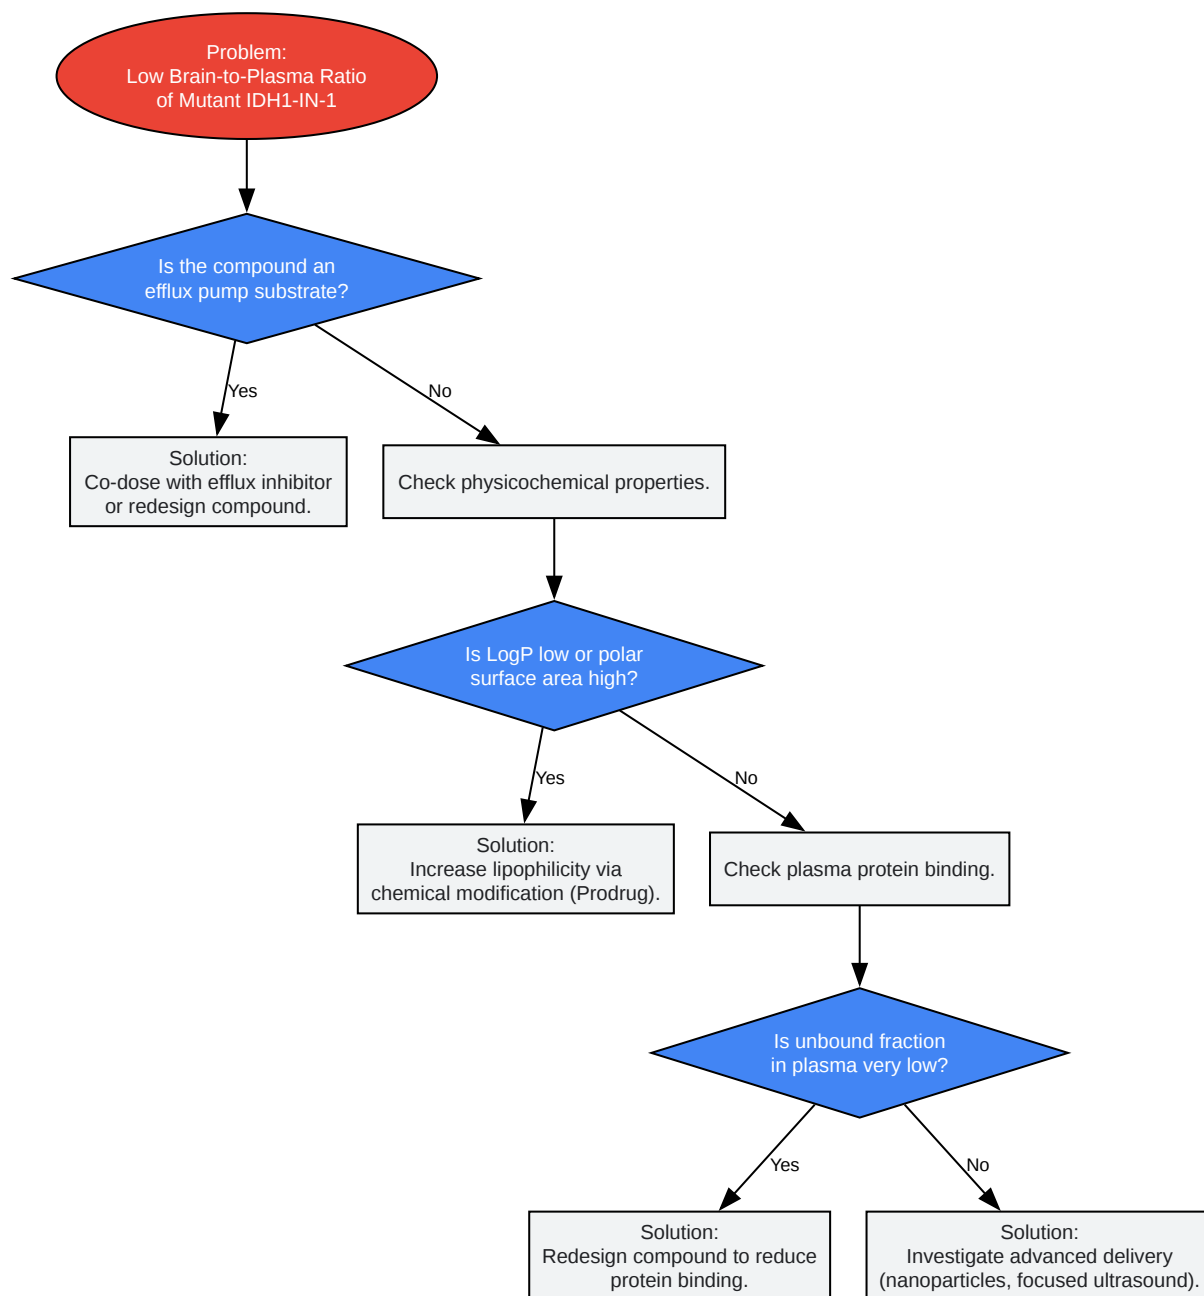 Problem:
Low Brain-to-Plasma Ratio
of Mutant IDH1-IN-1
Is the compound an
efflux pump substrate?
Yes
No
Solution:
Co-dose with efflux inhibitor
or redesign compound.
Check physicochemical properties.
Is LogP low or polar
surface area high?
Yes
No
Solution:
Increase lipophilicity via
chemical modification (Prodrug).
Check plasma protein binding.
Is unbound fraction
in plasma very low?
Yes
No
Solution:
Redesign compound to reduce
protein binding.
Solution:
Investigate advanced delivery
(nanoparticles, focused ultrasound).